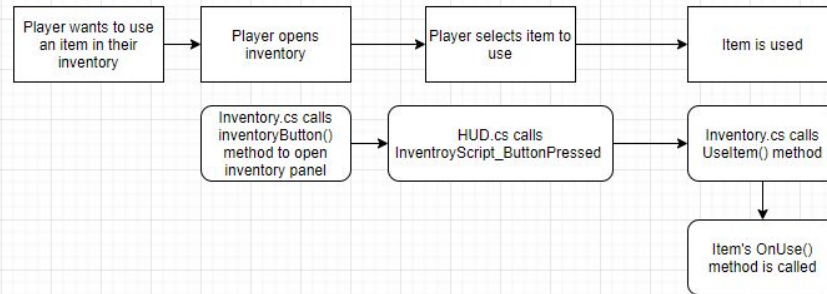 Player wants to use
an item in their
inventory
Player opens
inventory
Player selects item to
use
Item is used
Inventory.cs calls
inventoryButton()
method to open
inventory panel
HUD.cs calls
InventroyScript_ButtonPressed
Inventory.cs calls
UseItem() method
Item's OnUse()
method is called